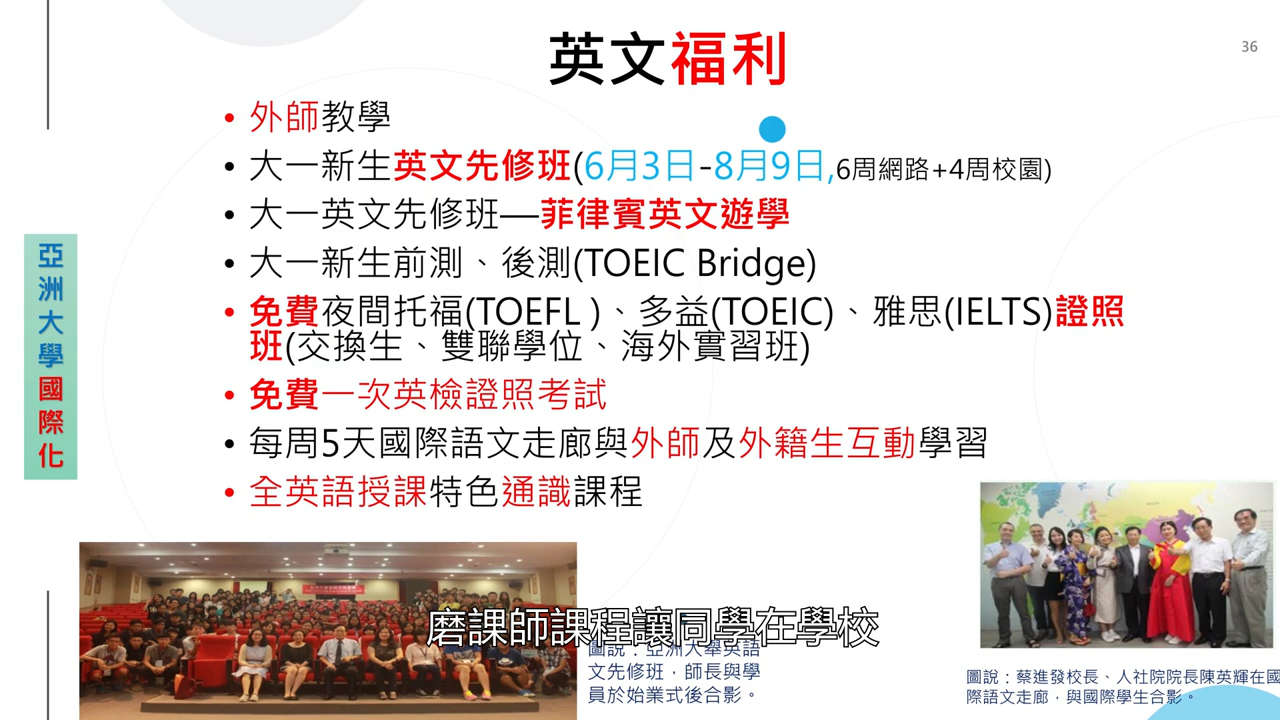 英文福利
36
• 外師教學
• 大一新生英文先修班(6月3日-8月9日,6周網路+4周校園)
• 大一英文先修班—菲律賓英文遊學
• 大一新生前測、後測(TOEIC Bridge)
• 免費夜間托福(TOEFL )、多益(TOEIC)、雅思(IELTS)證照
班(交換生、雙聯學位、海外實習班)
• 免費一次英檢證照考試
• 每周5天國際語文走廊與外師及外籍生互動學習
• 全英語授課特色通識課程
亞洲大學國際化
磨課師課程讓同學在學校
圖說：亞洲大學英語
文先修班，師長與學
員於始業式後合影。
圖說：蔡進發校長、人社院院長陳英輝在國
際語文走廊，與國際學生合影。